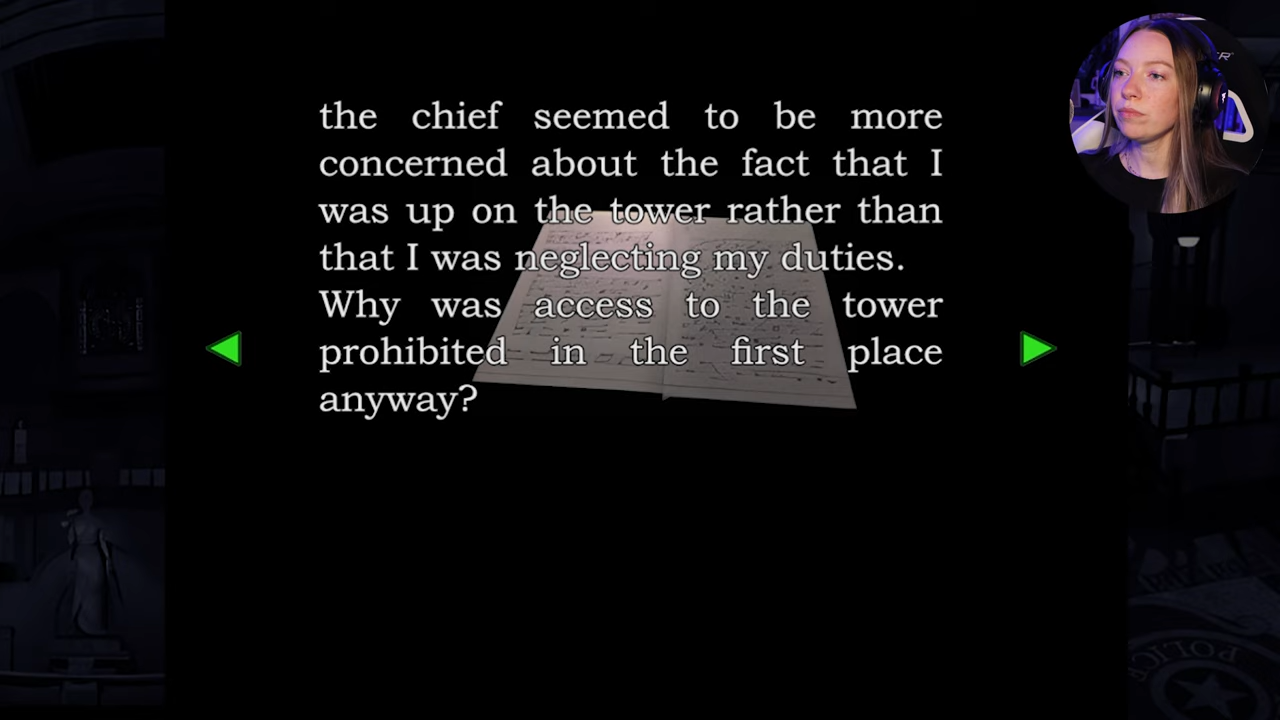 the chief seemed to be more
concerned about the fact that I
was up on the tower rather than
that I was neglecting my duties.
Why was access to the tower
prohibited in the first place
anyway?
POLICE